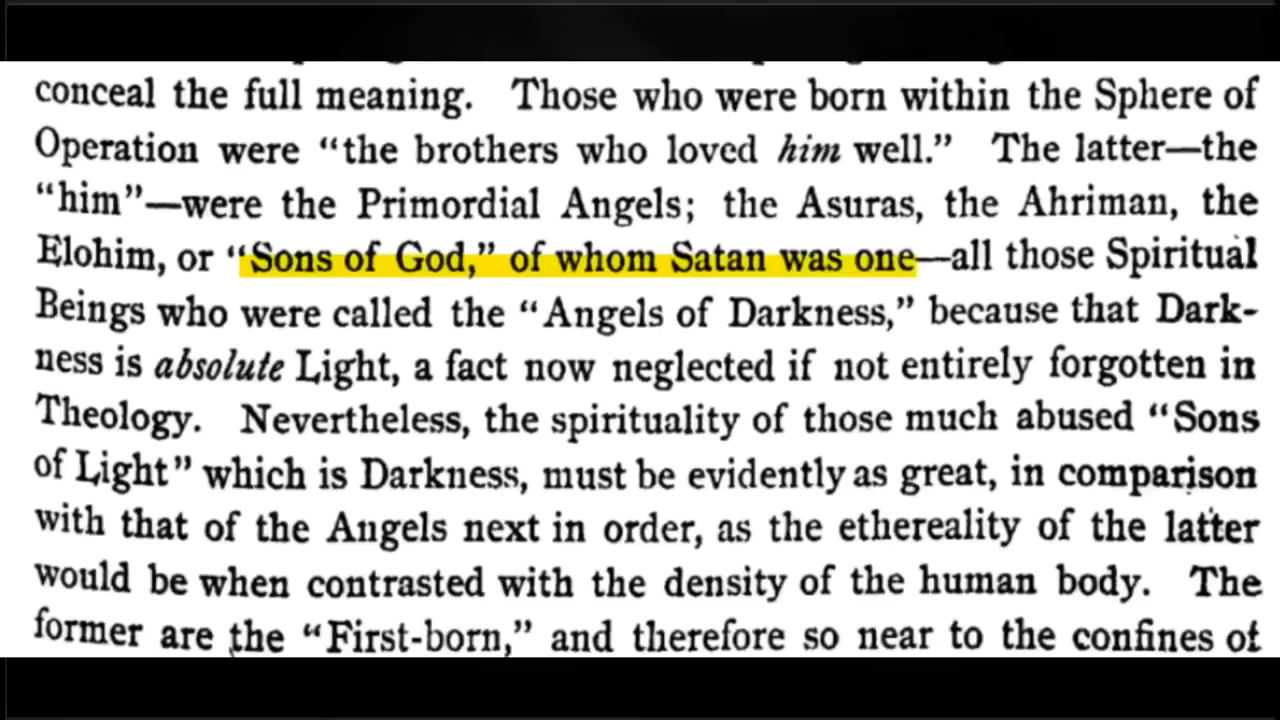 conceal the full meaning. Those who were born within the Sphere of
Operation were “the brothers who loved him well.” The latter—the
“him”—were the Primordial Angels; the Asuras, the Ahriman, the
Elohim, or “Sons of God,” of whom Satan was one—all those Spiritual
Beings who were called the “Angels of Darkness,” because that Dark-
ness is absolute Light, a fact now neglected if not entirely forgotten in
Theology. Nevertheless, the spirituality of those much abused “Sons
of Light” which is Darkness, must be evidently as great, in comparison
with that of the Angels next in order, as the ethereality of the latter
would be when contrasted with the density of the human body. The
former are the “First-born,” and therefore so near to the confines of